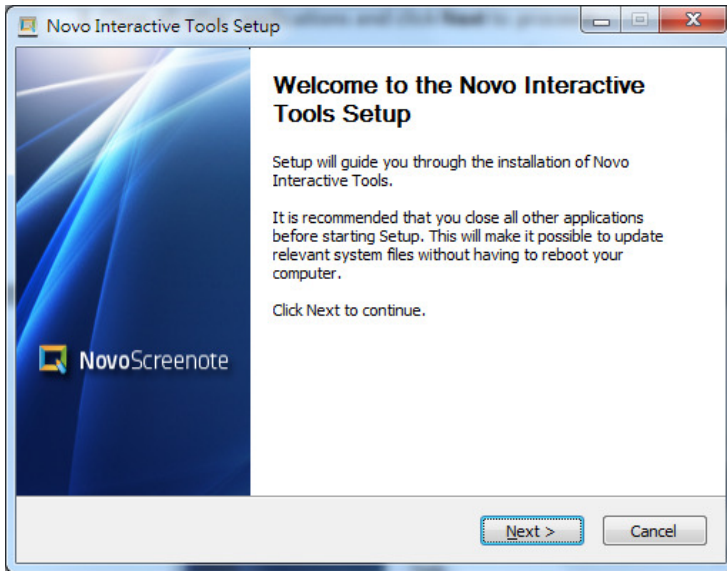 Novo Interactive Tools Setup
Welcome to the Novo Interactive
Tools Setup
Setup will guide you through the installation of Novo
Interactive Tools.
It is recommended that you close all other applications
before starting Setup. This will make it possible to update
relevant system files without having to reboot your
computer.
Click Next to continue.
NovoScreenote
Next >
Cancel